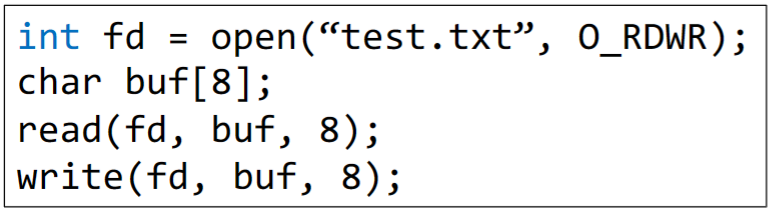 int fd = open(“test.txt”, O_RDWR);
char buf[8];
read(fd, buf, 8);
write(fd, buf, 8);